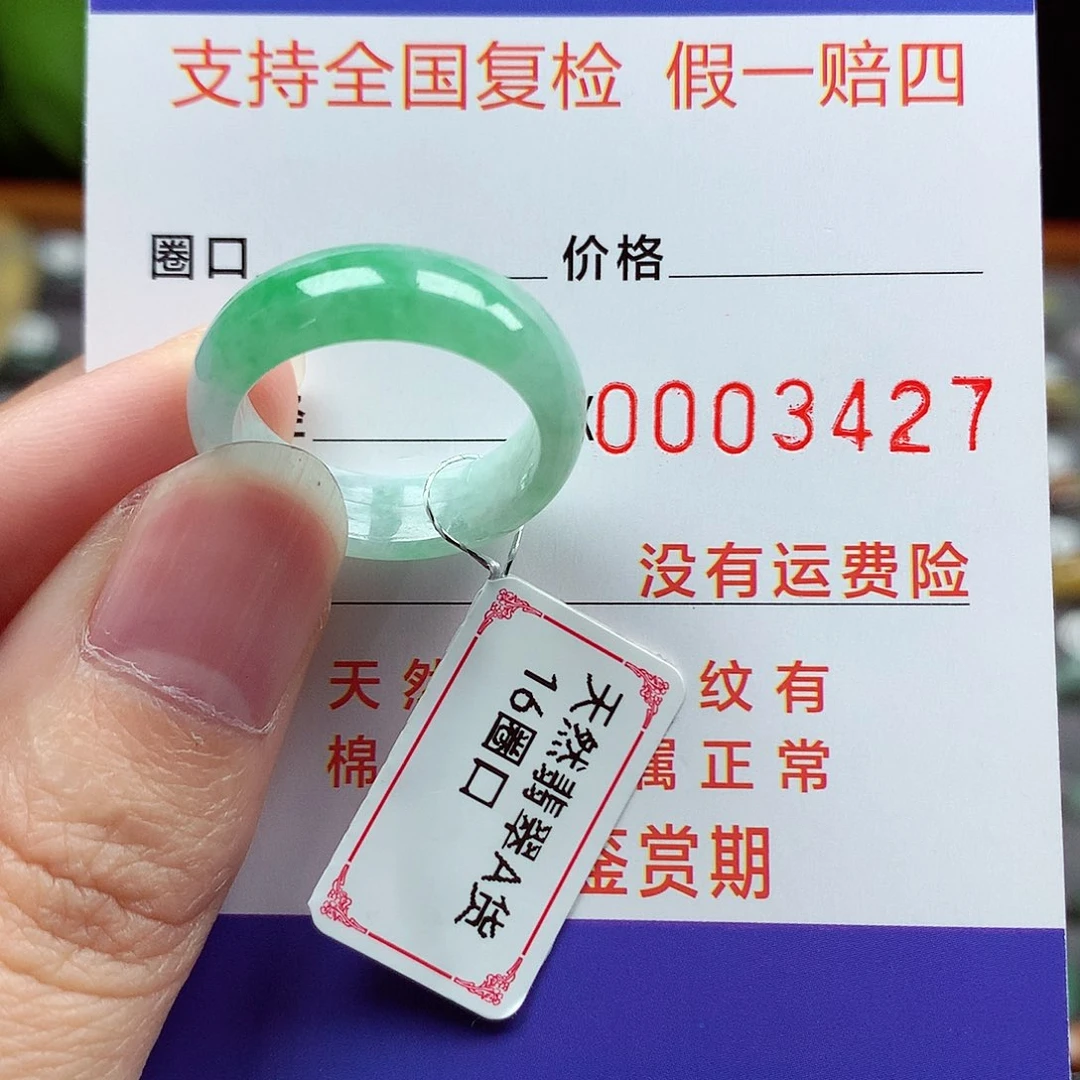 支持全国复检 假一赔四
圈口 价格
0003427
没有运费险
天然 纹有
棉 属正常
鉴赏期
天然翡翠A货
16圈口